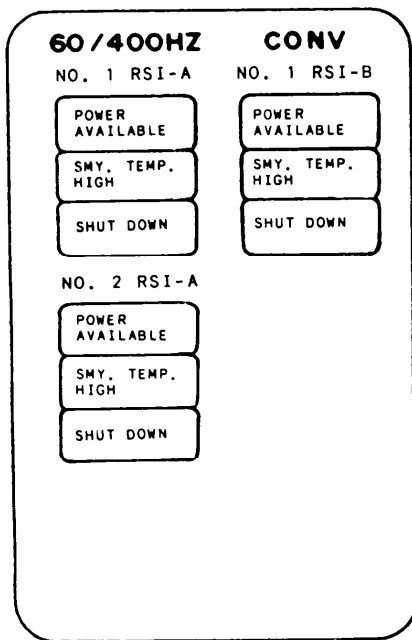 60/400HZ CONV
NO. 1 RSI-A NO. 1 RSI-B
POWER
AVAILABLE
SMY. TEMP.
HIGH
SHUT DOWN
POWER
AVAILABLE
SMY. TEMP.
HIGH
SHUT DOWN
NO. 2 RSI-A
POWER
AVAILABLE
SMY. TEMP.
HIGH
SHUT DOWN